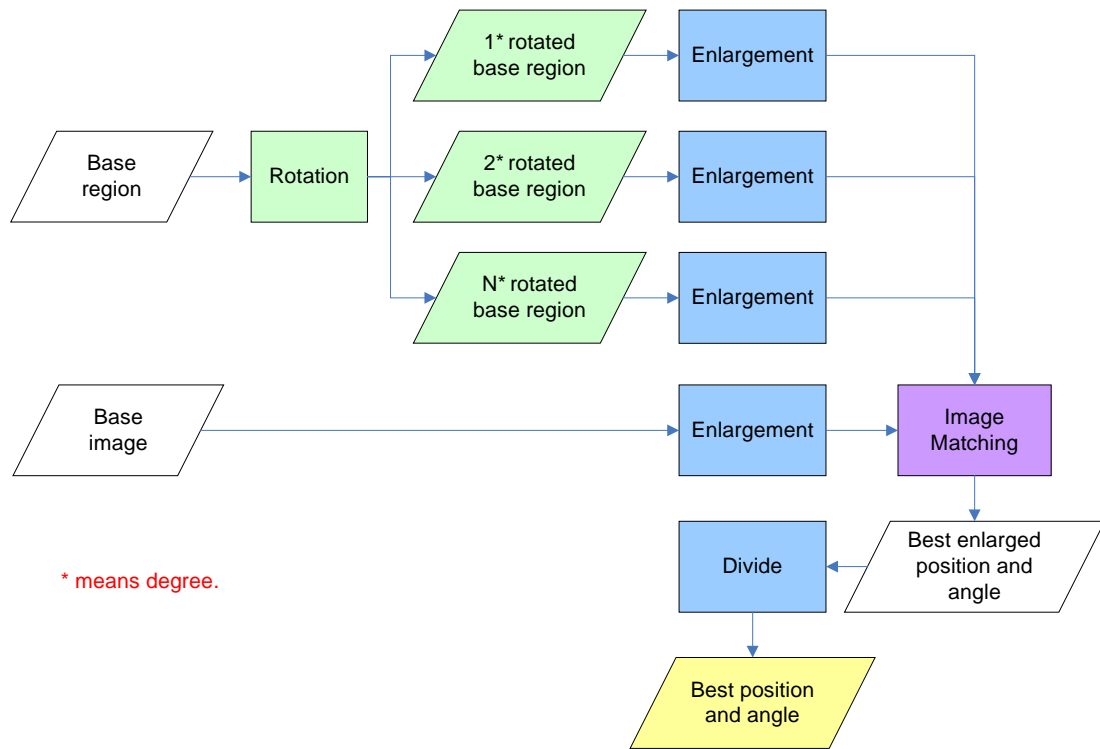 1* rotated
base region
Enlargement
Base
region
Rotation
2* rotated
base region
Enlargement
N* rotated
base region
Enlargement
Base
image
Enlargement
Image
Matching
* means degree.
Divide
Best enlarged
position and
angle
Best position
and angle